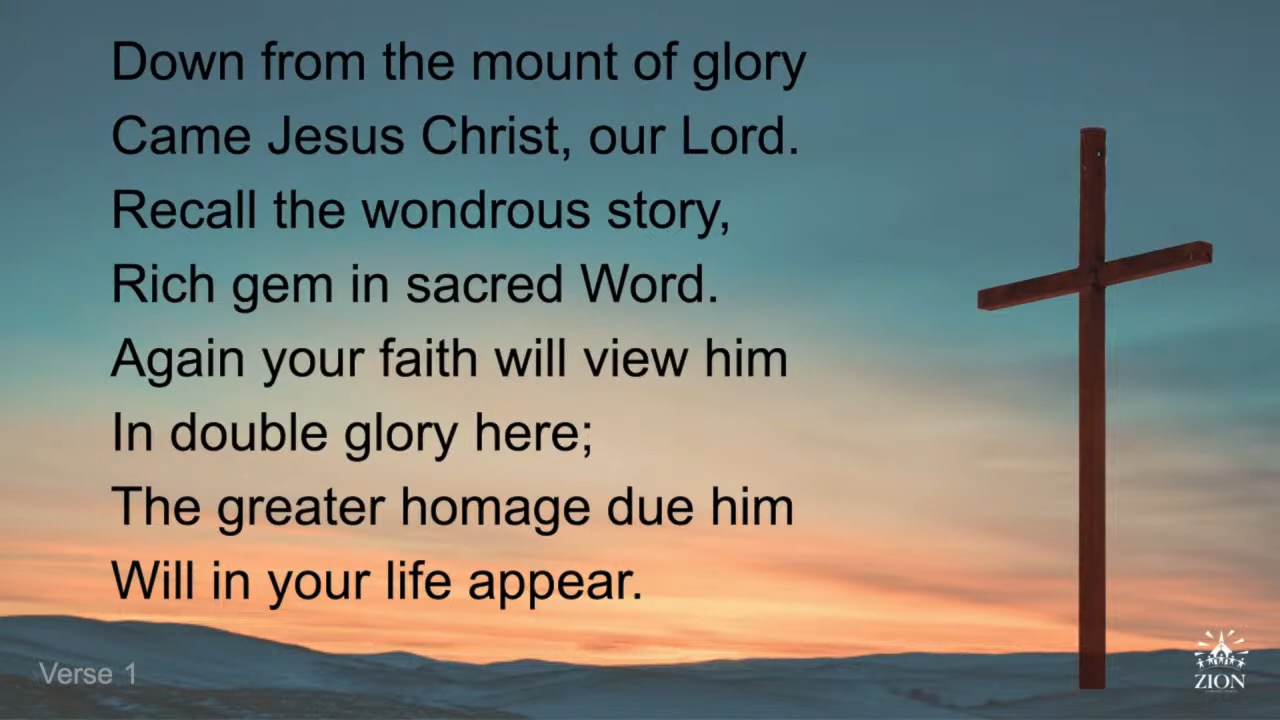 Down from the mount of glory
Came Jesus Christ, our Lord.
Recall the wondrous story,
Rich gem in sacred Word.
Again your faith will view him
In double glory here;
The greater homage due him
Will in your life appear.
Verse 1
ZION